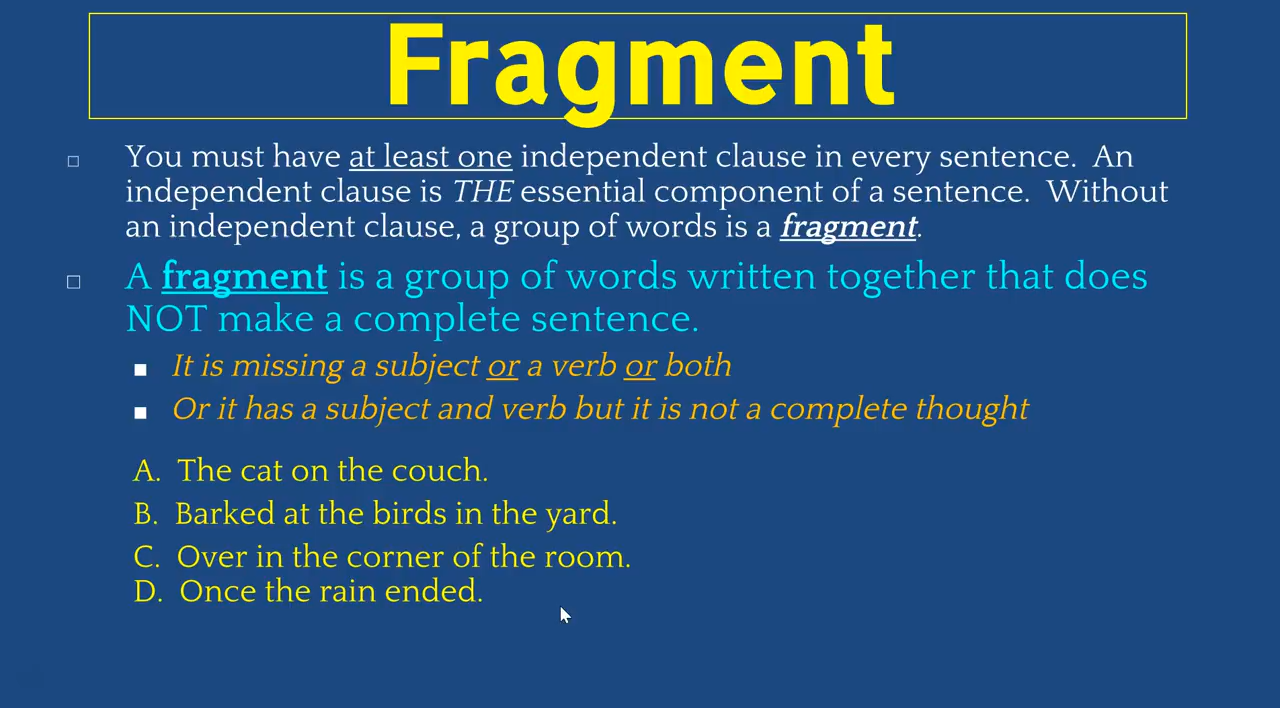 Fragment
You must have at least one independent clause in every sentence.  An
independent clause is THE essential component of a sentence.  Without
an independent clause, a group of words is a fragment.
A fragment is a group of words written together that does
NOT make a complete sentence.
It is missing a subject or a verb or both
Or it has a subject and verb but it is not a complete thought
A.  The cat on the couch.
B.  Barked at the birds in the yard.
C.  Over in the corner of the room.
D.  Once the rain ended.